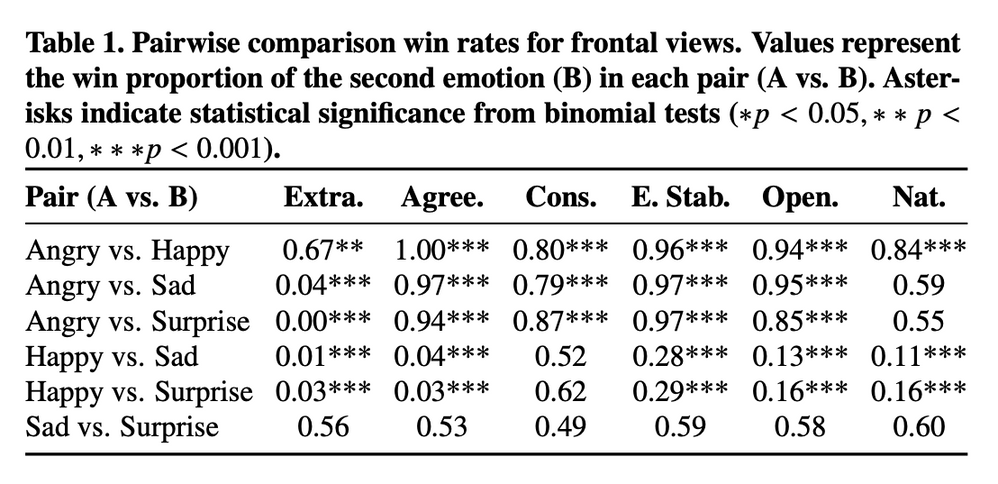 Table 1. Pairwise comparison win rates for frontal views. Values represent
the win proportion of the second emotion (B) in each pair (A vs. B). Aster-
isks indicate statistical significance from binomial tests (∗p < 0.05, ∗ ∗ p <
0.01, ∗ ∗ ∗p < 0.001).
Pair (A vs. B) Extra. Agree. Cons. E. Stab. Open. Nat.
Angry vs. Happy 0.67** 1.00*** 0.80*** 0.96*** 0.94*** 0.84***
Angry vs. Sad 0.04*** 0.97*** 0.79*** 0.97*** 0.95*** 0.59
Angry vs. Surprise 0.00*** 0.94*** 0.87*** 0.97*** 0.85*** 0.55
Happy vs. Sad 0.01*** 0.04*** 0.52 0.28*** 0.13*** 0.11***
Happy vs. Surprise 0.03*** 0.03*** 0.62 0.29*** 0.16*** 0.16***
Sad vs. Surprise 0.56 0.53 0.49 0.59 0.58 0.60